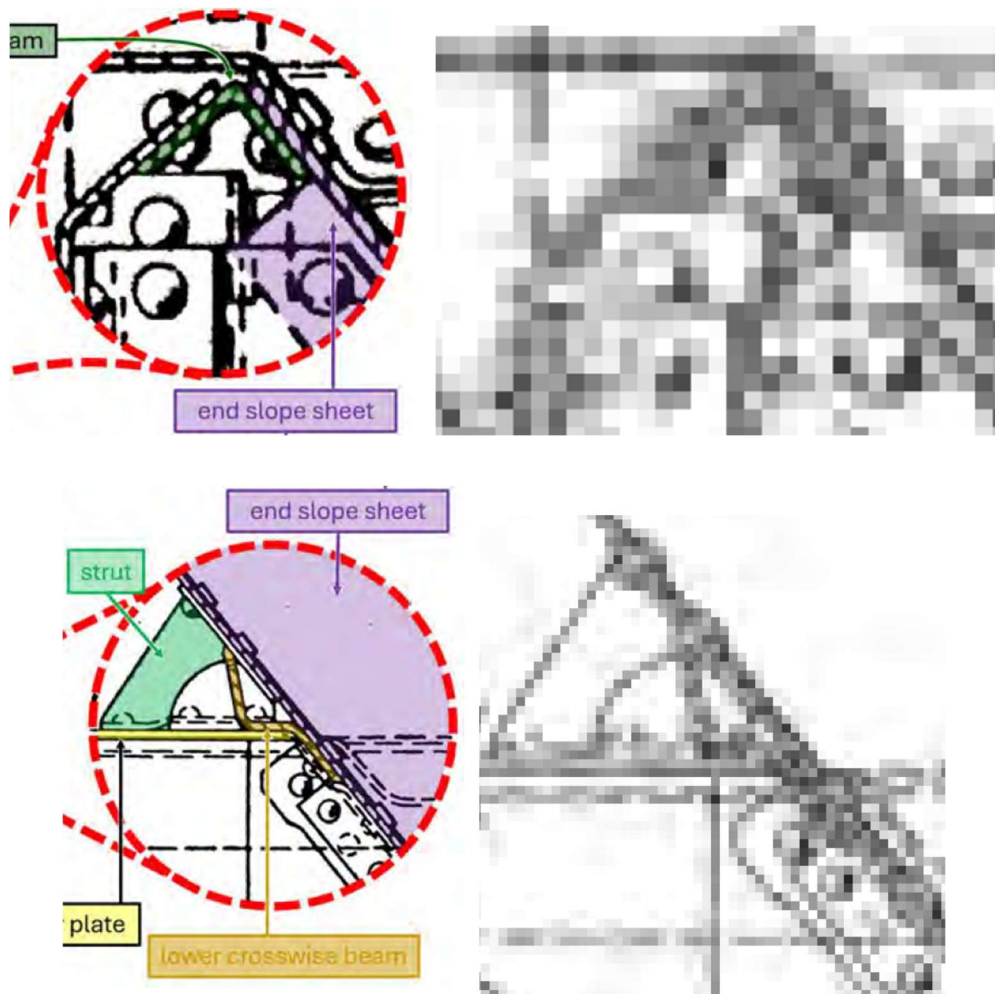 am
end slope sheet
end slope sheet
strut
plate
lower crosswise beam